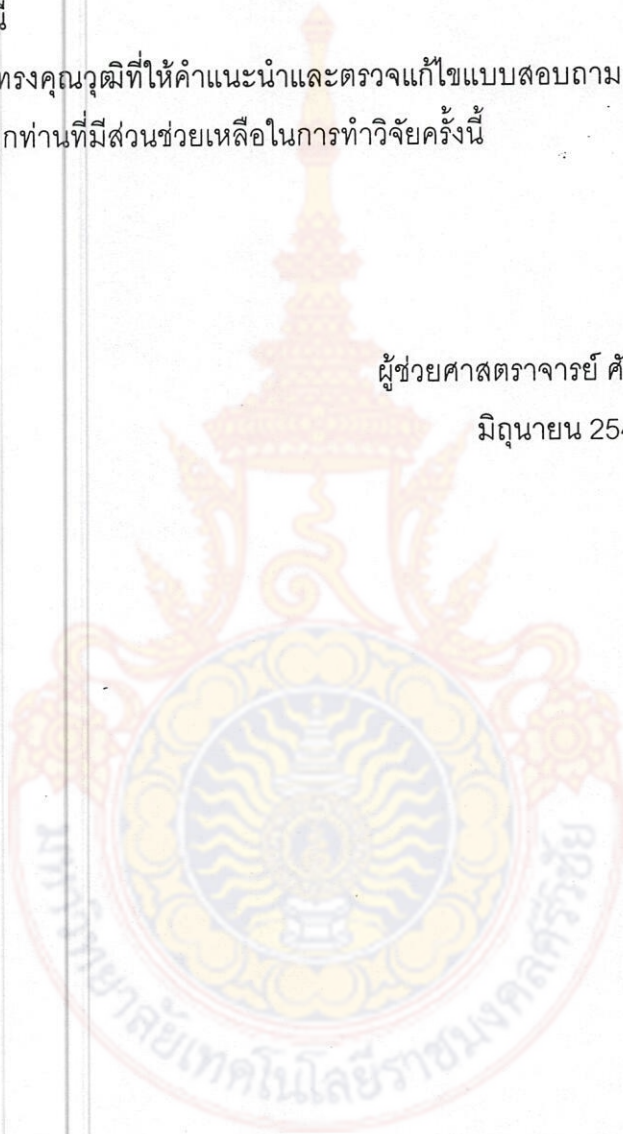 ทรงคุณวุฒิที่ให้คำแนะนำและตรวจแก้ไขแบบสอบถาม
กท่านที่มีส่วนช่วยเหลือในการทำวิจัยครั้งนี้
ผู้ช่วยศาสตราจารย์
มิถุนายน
มหาวิทยาลัยเทคโนโลยีราชมงคลศรีวิชัย